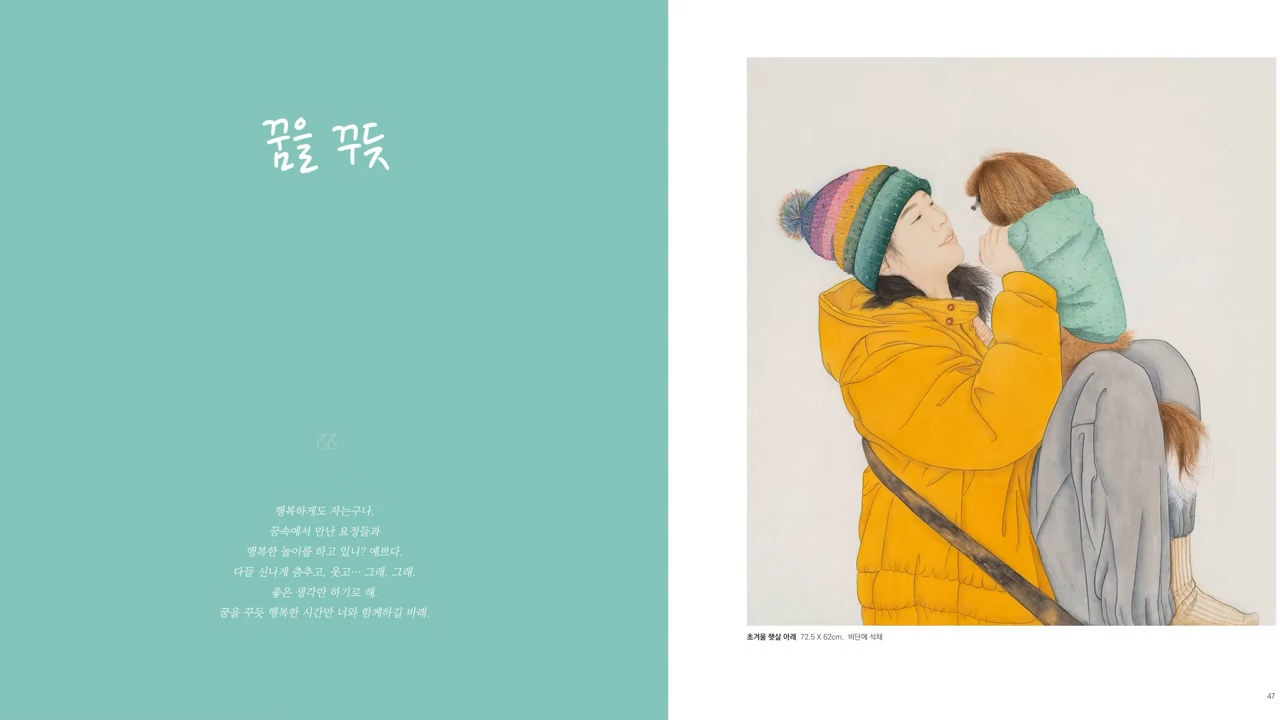 꿈을 꾸듯
행복하게도 자는구나.
꿈속에서 만난 요정들과
행복한 놀이를 하고 있니? 예쁘다.
다들 신나게 춤추고, 웃고… 그래, 그래.
좋은 생각만 하기로 해.
꿈을 꾸듯 행복한 시간만 너와 함께하길 바래.
초겨울 햇살 아래 72.5 X 62cm. 비단에 석채
47